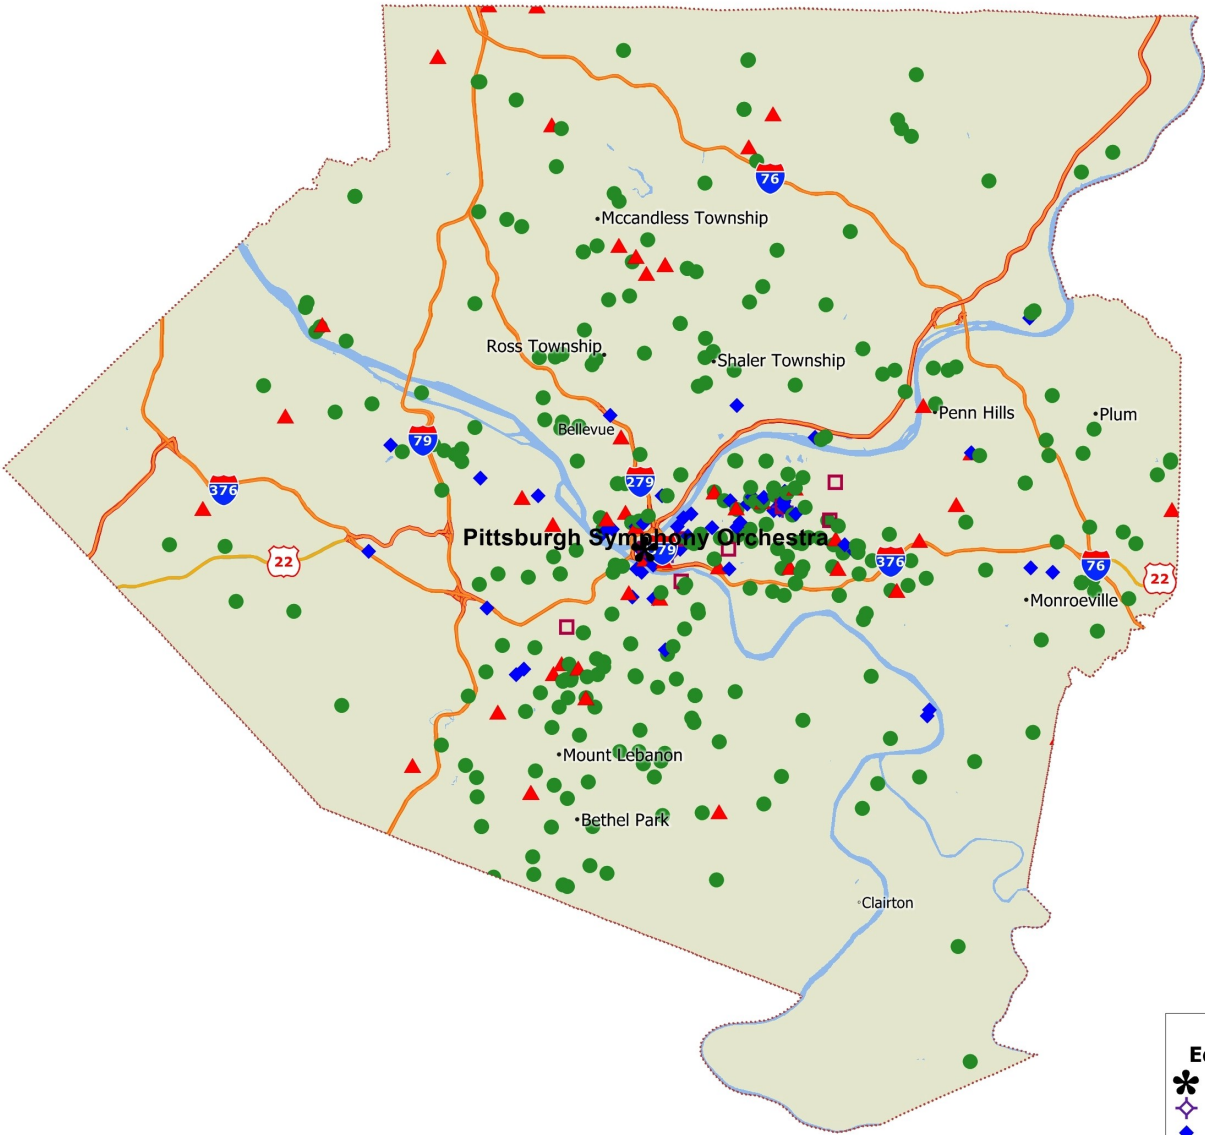 76
Mccandless Township
Ross Township
Shaler Township
Penn Hills
Plum
Bellevue
79
279
376
Pittsburgh Symphony Orchestra
79
376
76
22
22
Monroeville
Mount Lebanon
Bethel Park
Clairton